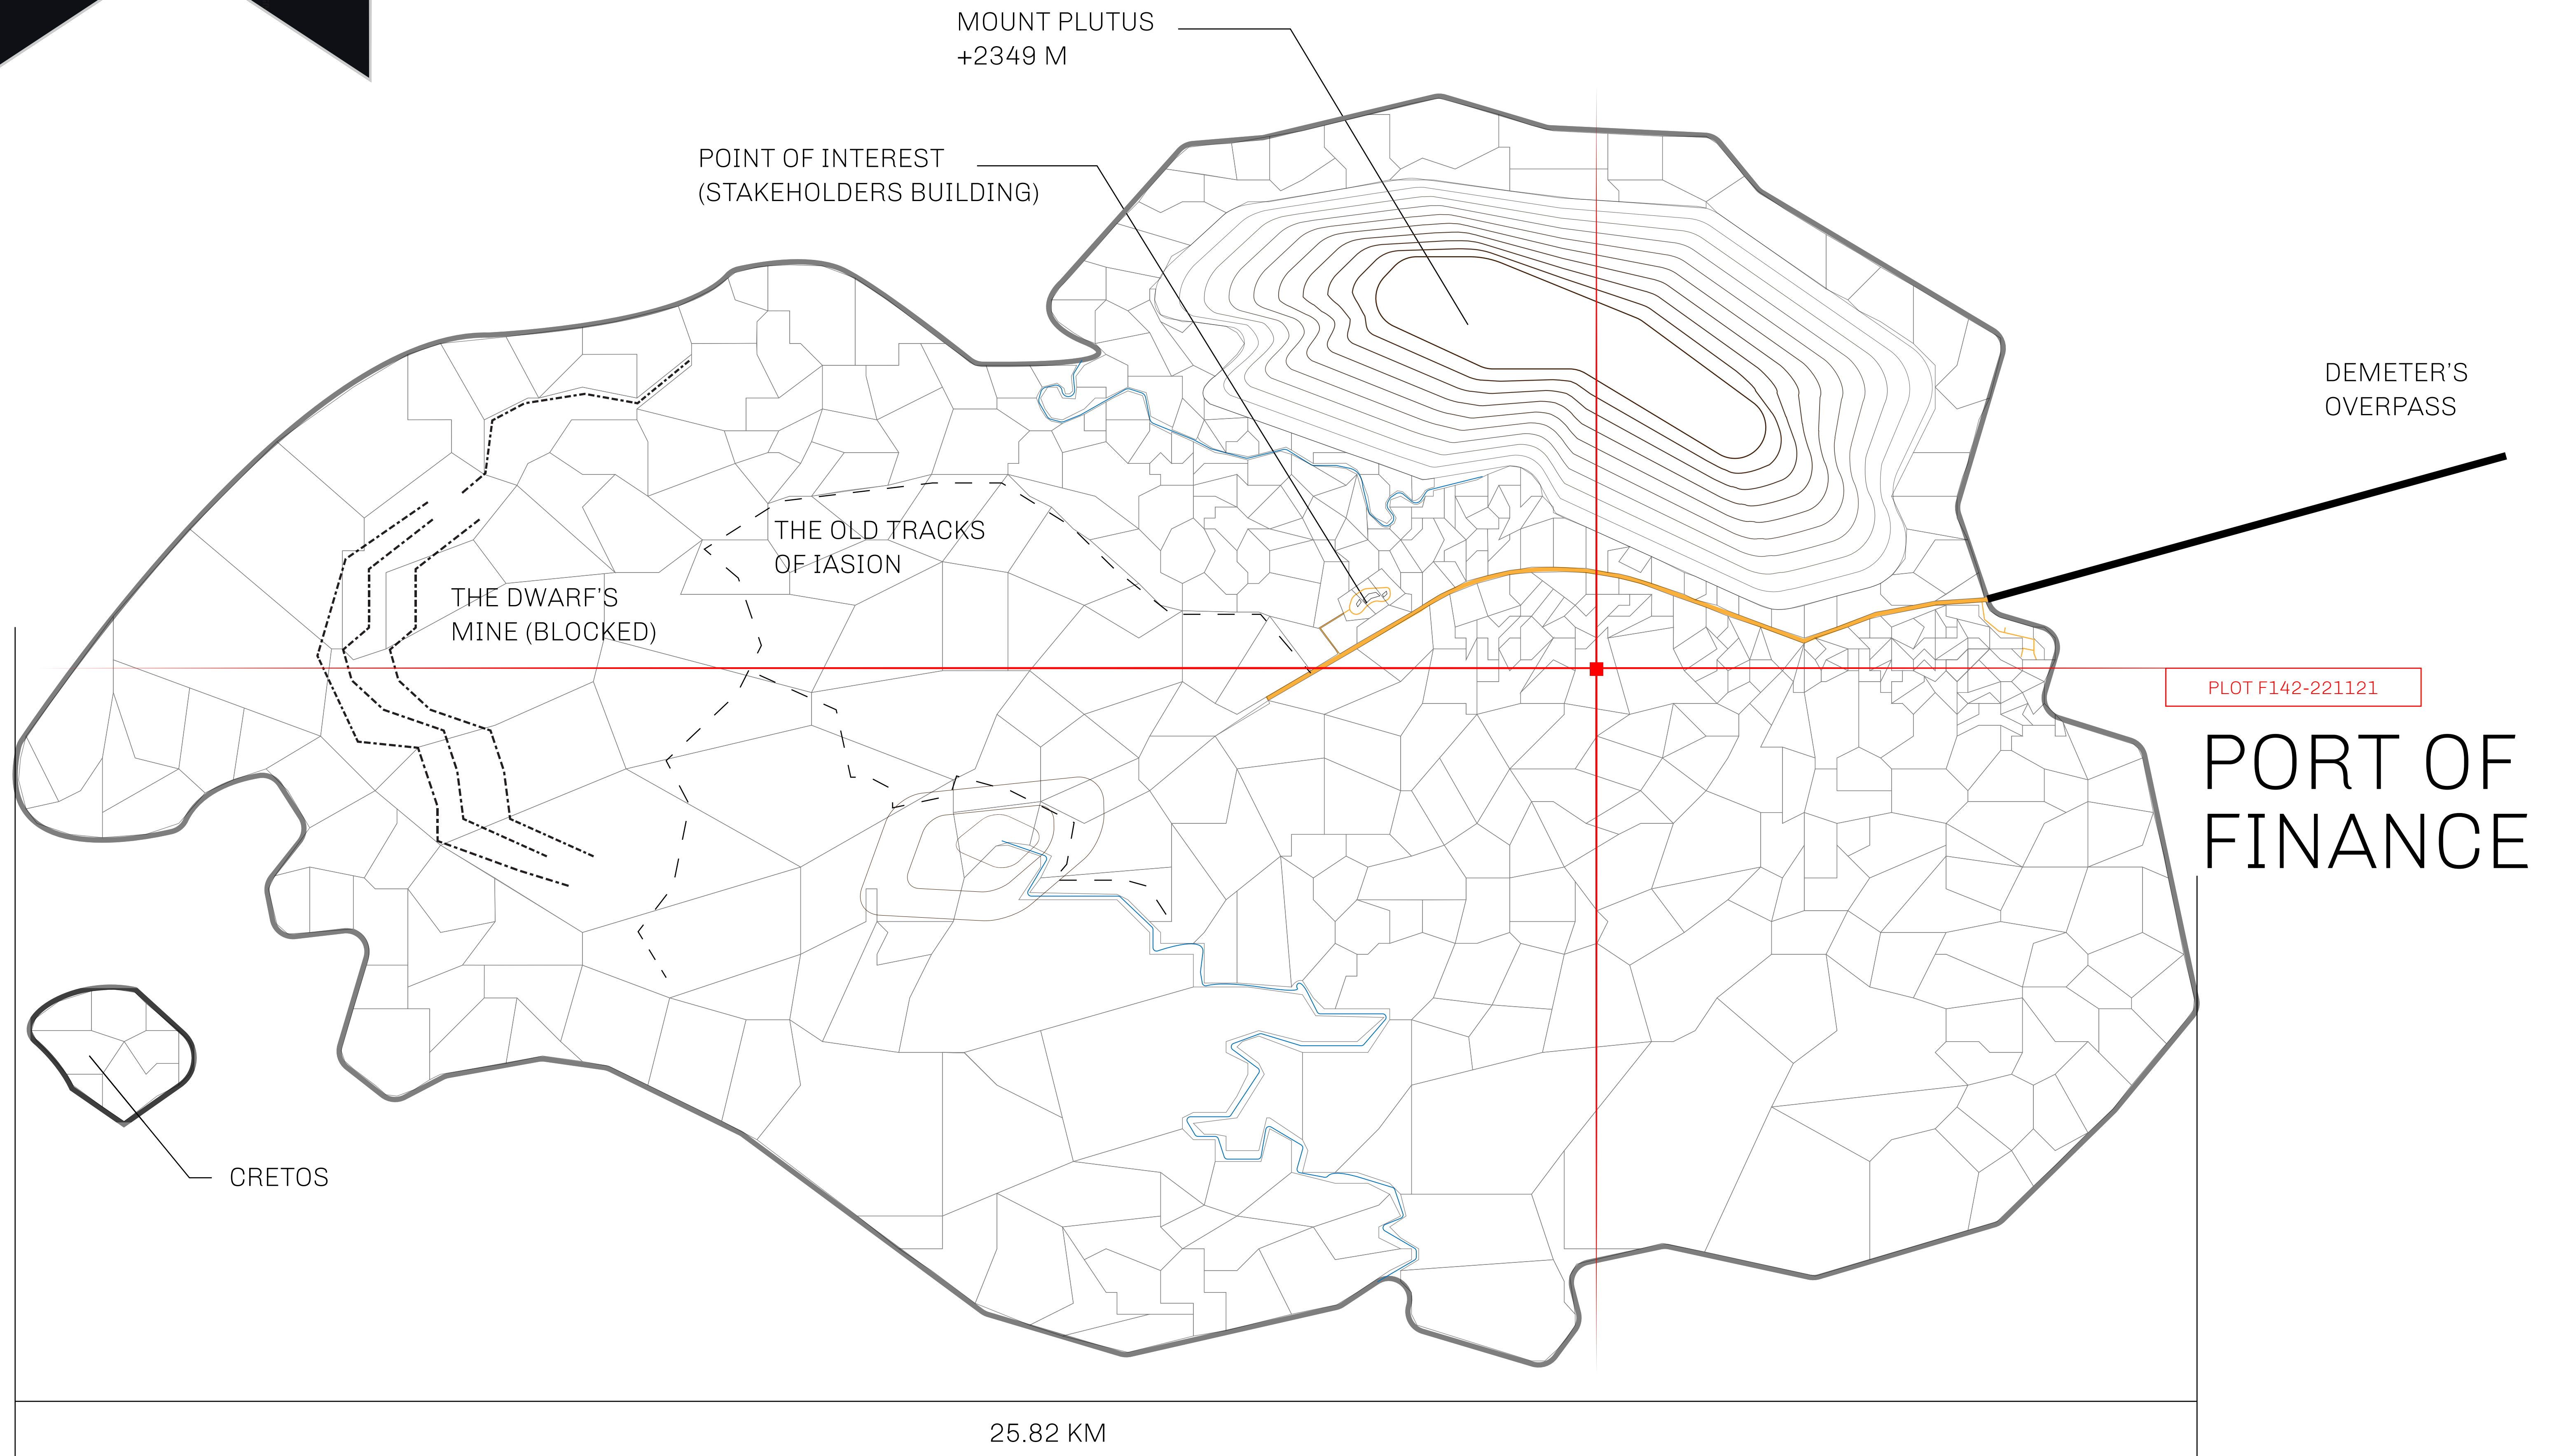 MOUNT PLUTUS
+2349 M
POINT OF INTEREST
(STAKEHOLDERS BUILDING)
DEMETER'S
OVERPASS
THE OLD TRACKS
OF IASION
THE DWARF'S
MINE (BLOCKED)
PLOT F142-221121
PORT OF
FINANCE
CRETOS
25.82 KM